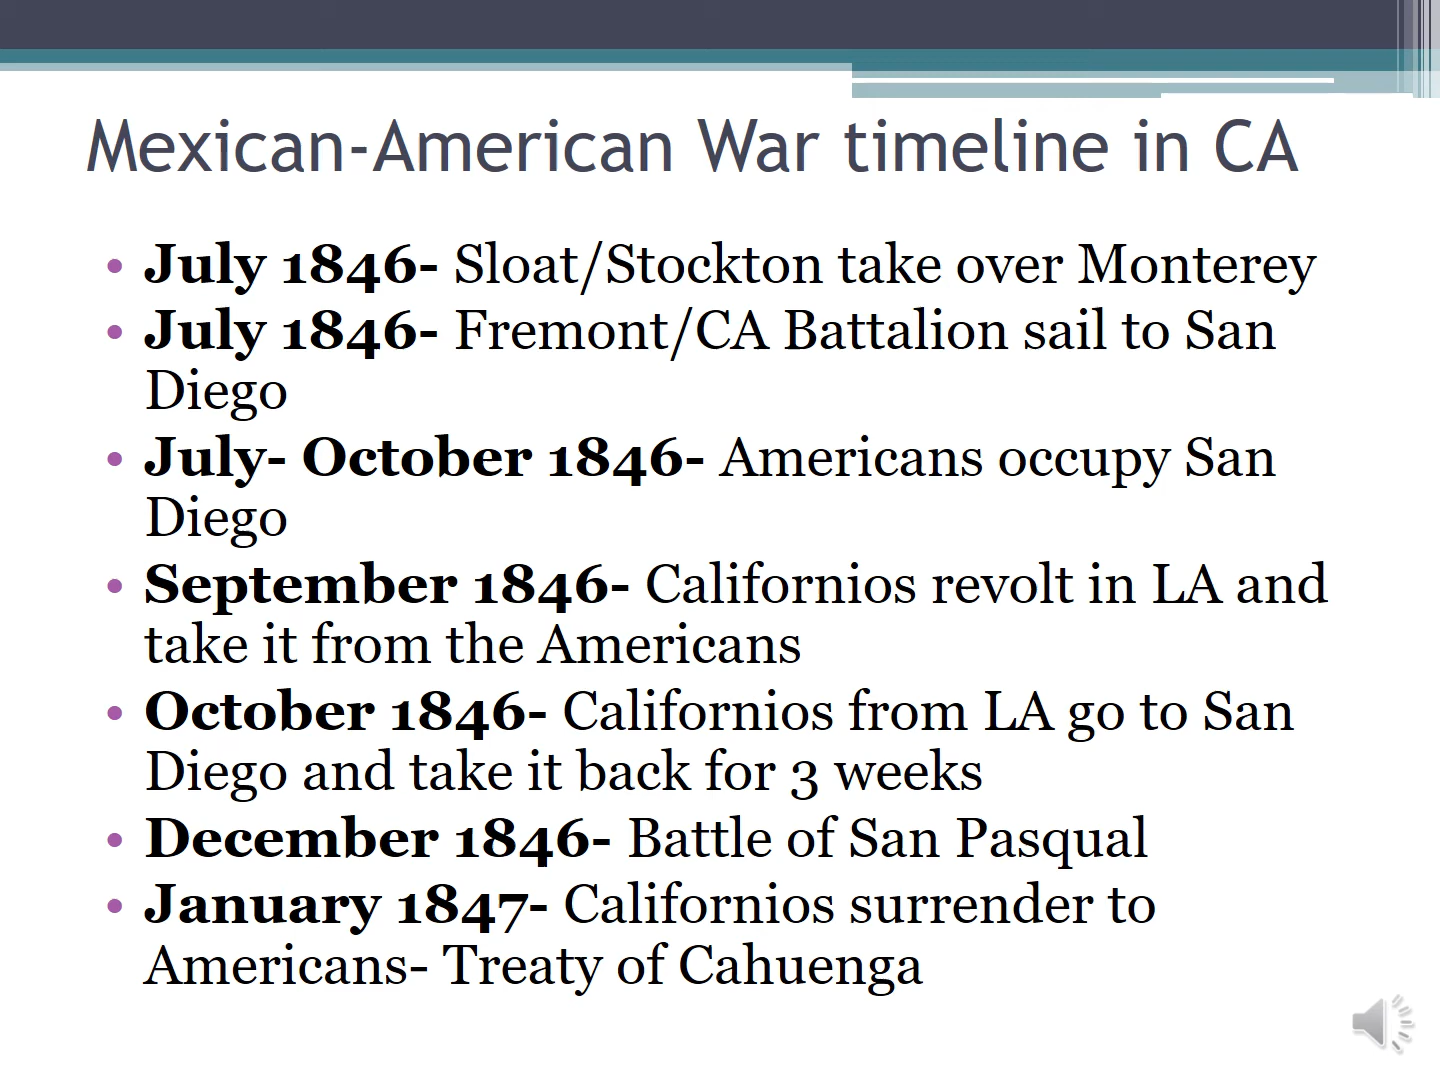 Mexican-American War timeline in CA
• July 1846- Sloat/Stockton take over Monterey
• July 1846- Fremont/CA Battalion sail to San
Diego
• July- October 1846- Americans occupy San
Diego
• September 1846- Californios revolt in LA and
take it from the Americans
• October 1846- Californios from LA go to San
Diego and take it back for 3 weeks
• December 1846- Battle of San Pasqual
• January 1847- Californios surrender to
Americans- Treaty of Cahuenga